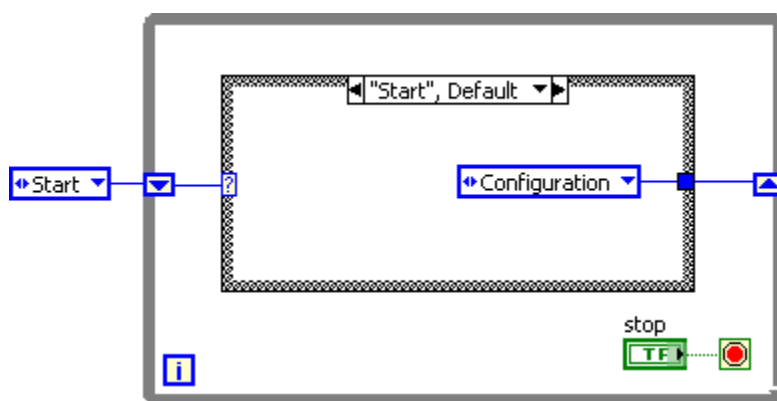 "Start", Default
Start
?
Configuration
stop
TF
i